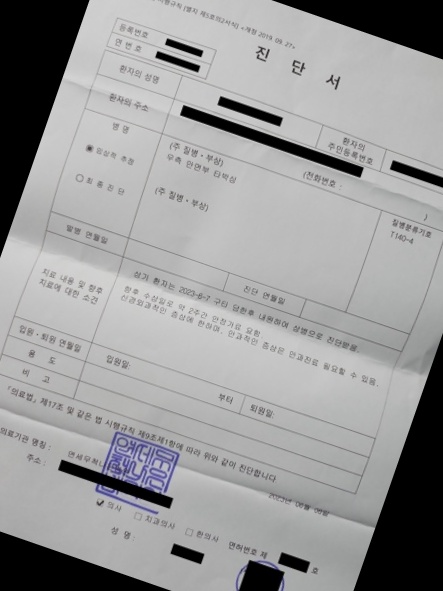 시행규칙 [별지 제5호의2서식] <개정 2019. 09. 27>
등록번호
연 번 호
진 단 서
환자의 성명
환자의 주민등록번호
환자의 주소
(전화번호 : )
병 명
임상적 추정
최 종 진 단
(주 질병·부상)
우측 안면부 타박상
(주 질병·부상)
질병분류기호
T140-4
발병 연월일
진단 연월일
치료 내용 및 향후
치료에 대한 소견
상기 환자는 2023-6-7 구타 당한후 내원하여 상병으로 진단받음.
향후 수상일로 약 2주간 안정가료 요함
신경외과적인 증상에 한하며, 안과적인 증상은 안과진료 필요할 수 있음.
입원·퇴원 연월일
입원일:
부터
퇴원일:
용 도
비 고
「의료법」 제17조 및 같은 법 시행규칙 제9조제1항에 따라 위와 같이 진단합니다.
2023년 06월 08일
의료기관 명칭 :
주소 :
의사
치과의사
한의사
면허번호 제
호
성 명 :